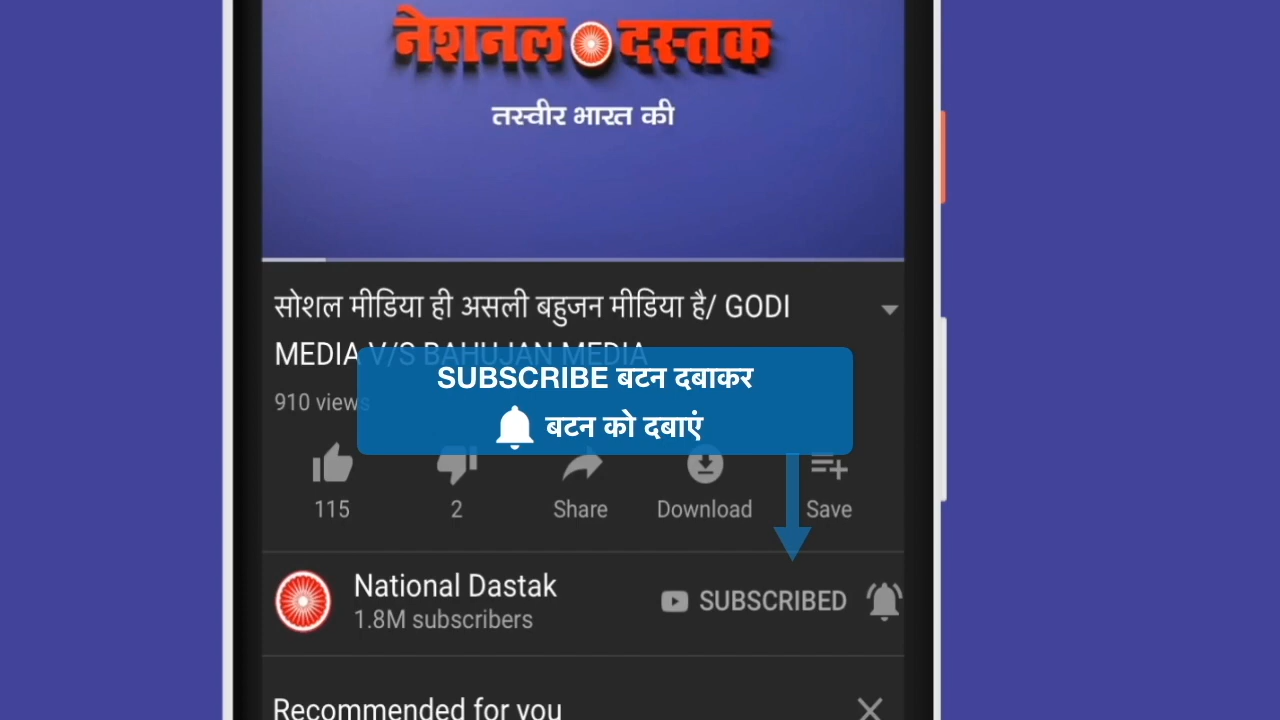 नेशनल दस्तक
तस्वीर भारत की
सोशल मीडिया ही असली बहुजन मीडिया है/ GODI
MEDIA V/S BAHUJAN MEDIA
910 views
SUBSCRIBE बटन दबाकर
बटन को दबाएं
115
2
Share
Download
Save
National Dastak
1.8M subscribers
SUBSCRIBED
Recommended for you